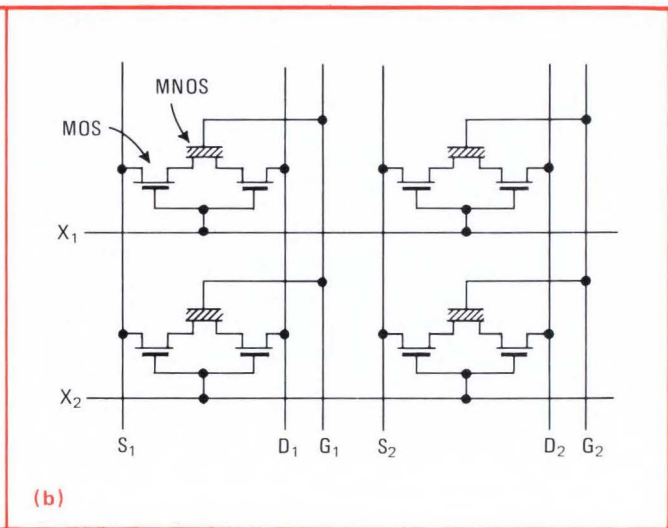 MNOS
MOS
X₁
X₂
S₁ D₁ G₁ S₂ D₂ G₂
(b)